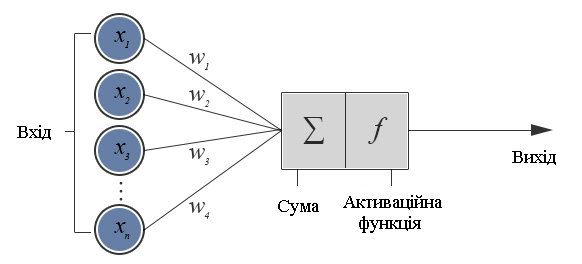 x1
w1
x2
w2
Вхід
x3
w3
∑ f
Вихід
xn
w4
Сума
Активаційна
функція